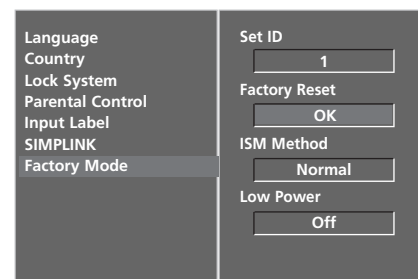 Language
Country
Lock System
Parental Control
Input Label
SIMPLINK
Factory Mode
Set ID
1
Factory Reset
OK
ISM Method
Normal
Low Power
Off